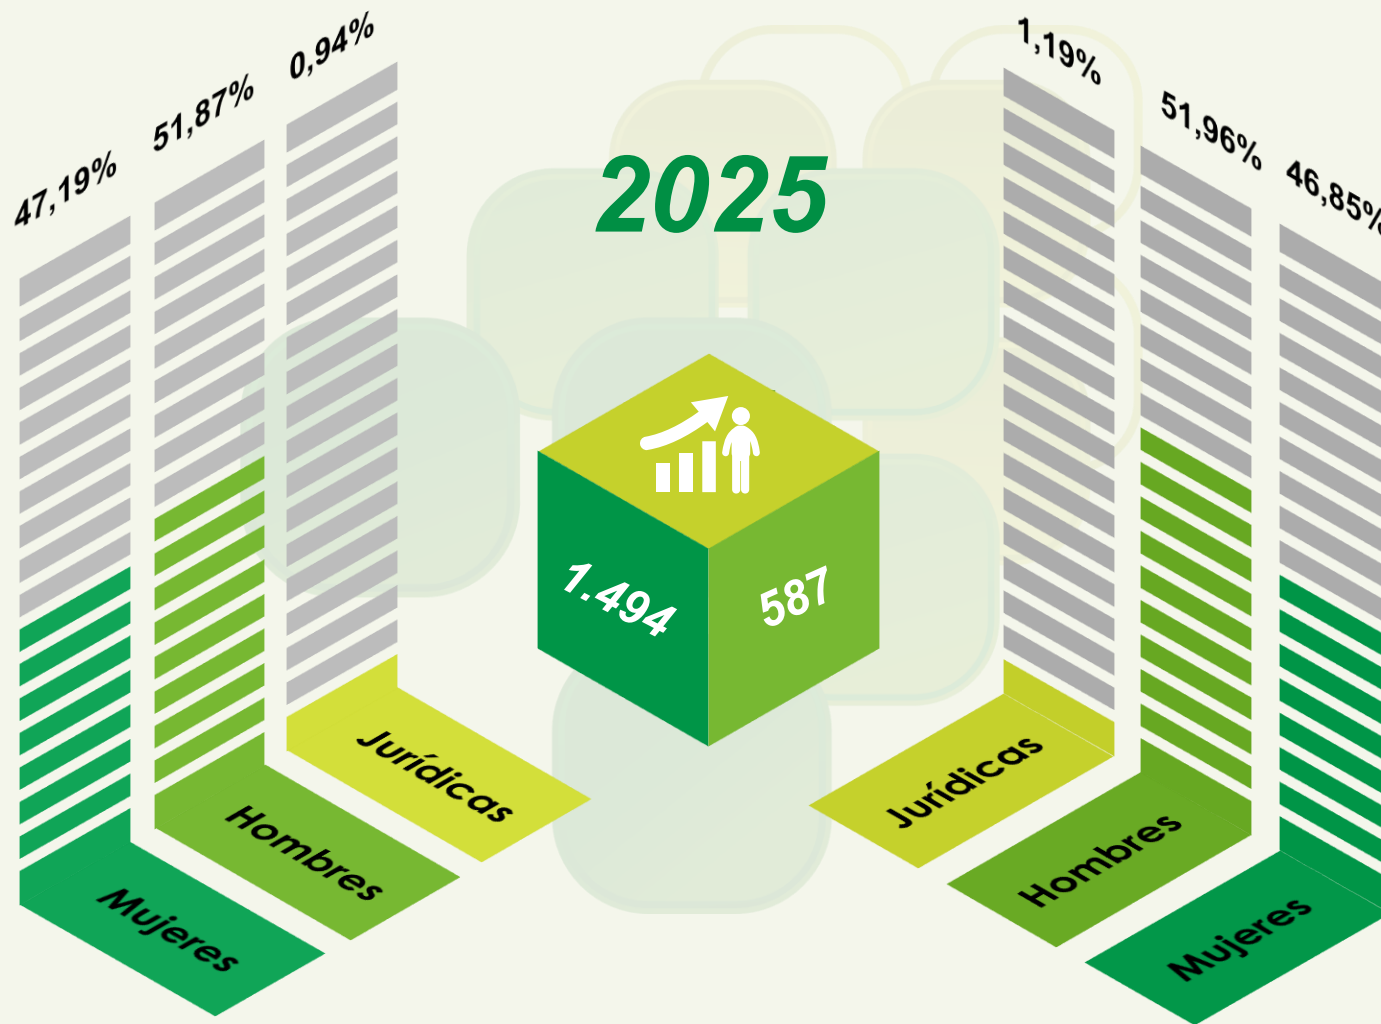 2025
47,19%
51,87%
0,94%
1,19%
51,96%
46,85%
1.494
587
Jurídicas
Hombres
Mujeres
Jurídicas
Hombres
Mujeres